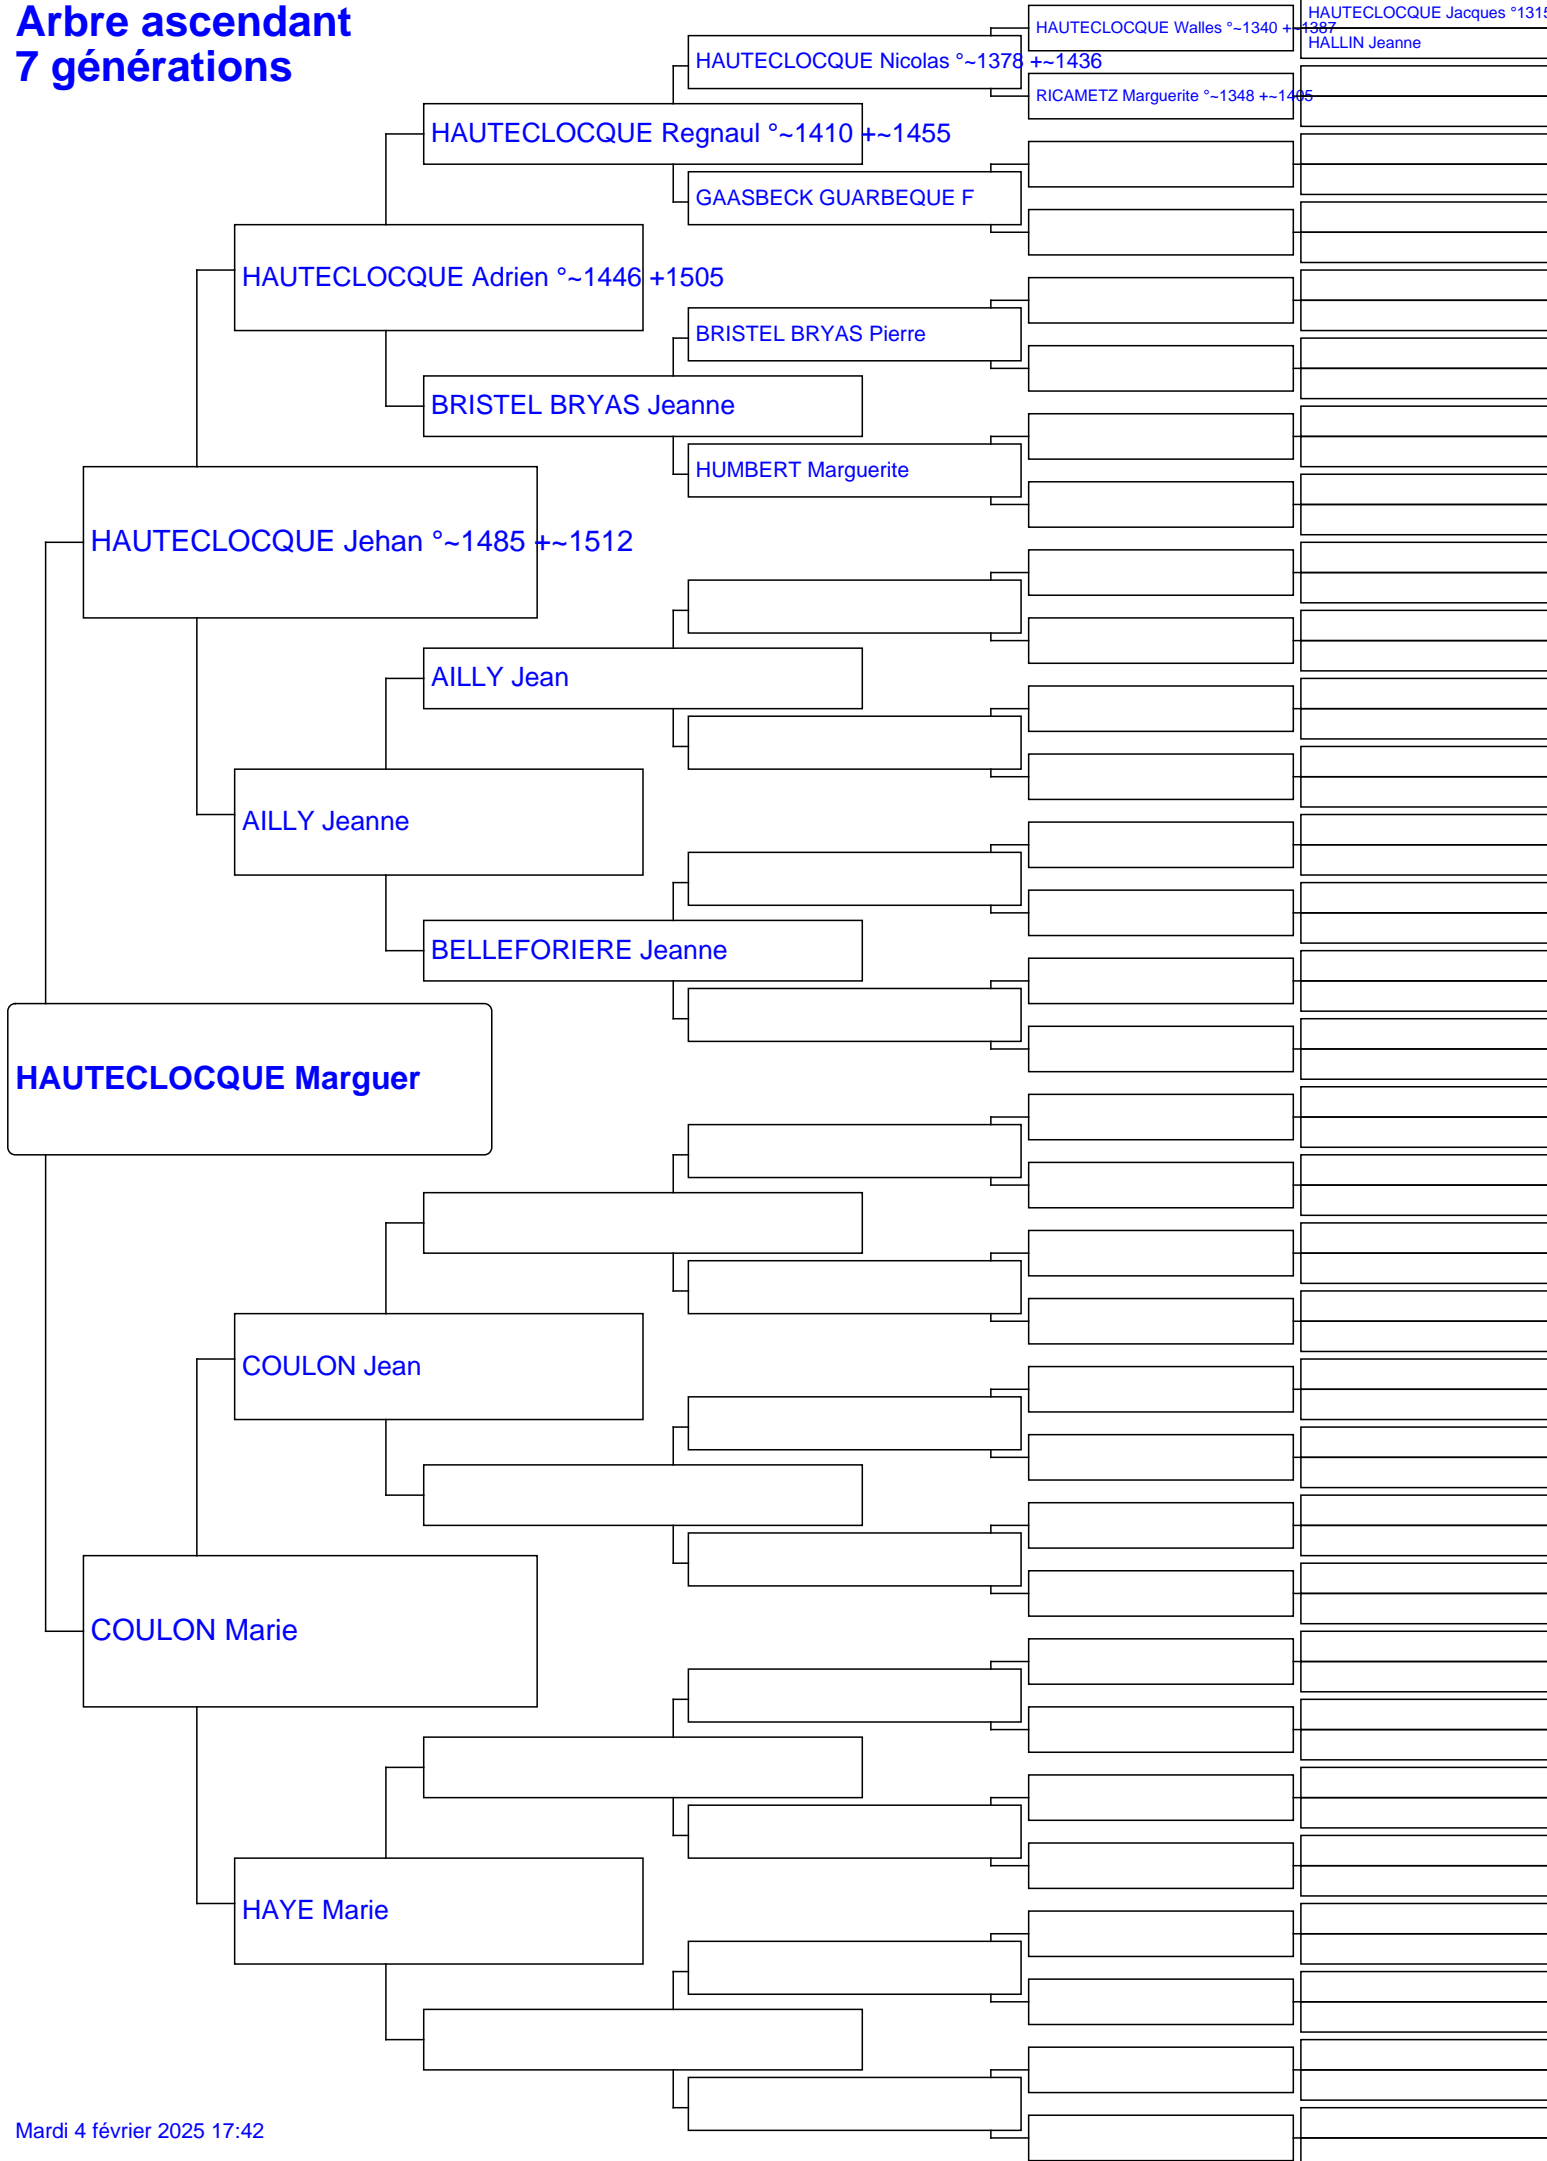 Arbre ascendant
7 générations
HAUTECLOCQUE Jacques °1315
HAUTECLOCQUE Walles °~1340 +~1387
HALLIN Jeanne
HAUTECLOCQUE Nicolas °~1378 +~1436
RICAMETZ Marguerite °~1348 +~1405
HAUTECLOCQUE Regnaul °~1410 +~1455
GAASBECK GUARBEQUE F
HAUTECLOCQUE Adrien °~1446 +1505
BRISTEL BRYAS Pierre
BRISTEL BRYAS Jeanne
HUMBERT Marguerite
HAUTECLOCQUE Jehan °~1485 +~1512
AILLY Jean
AILLY Jeanne
BELLEFORIERE Jeanne
HAUTECLOCQUE Marguer
COULON Jean
COULON Marie
HAYE Marie
Mardi 4 février 2025 17:42